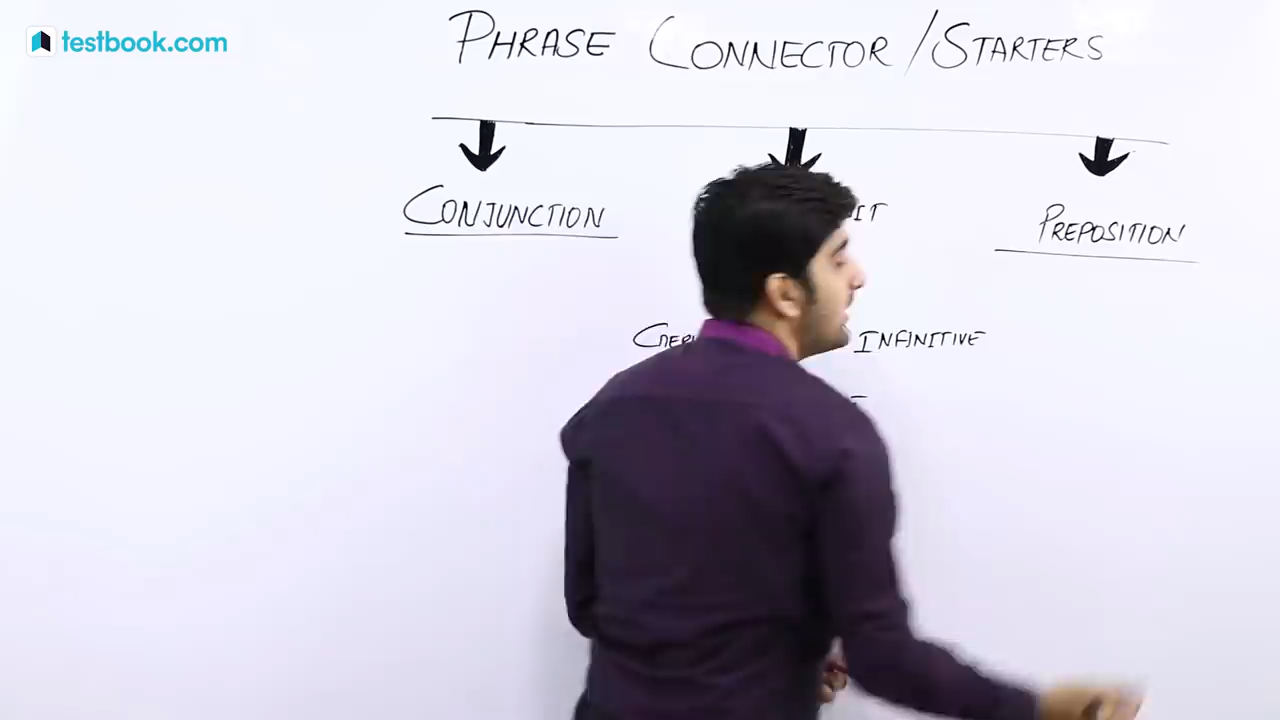 testbook.com
PHRASE CONNECTOR/STARTERS
CONJUNCTION
PREPOSITION
INFINITIVE